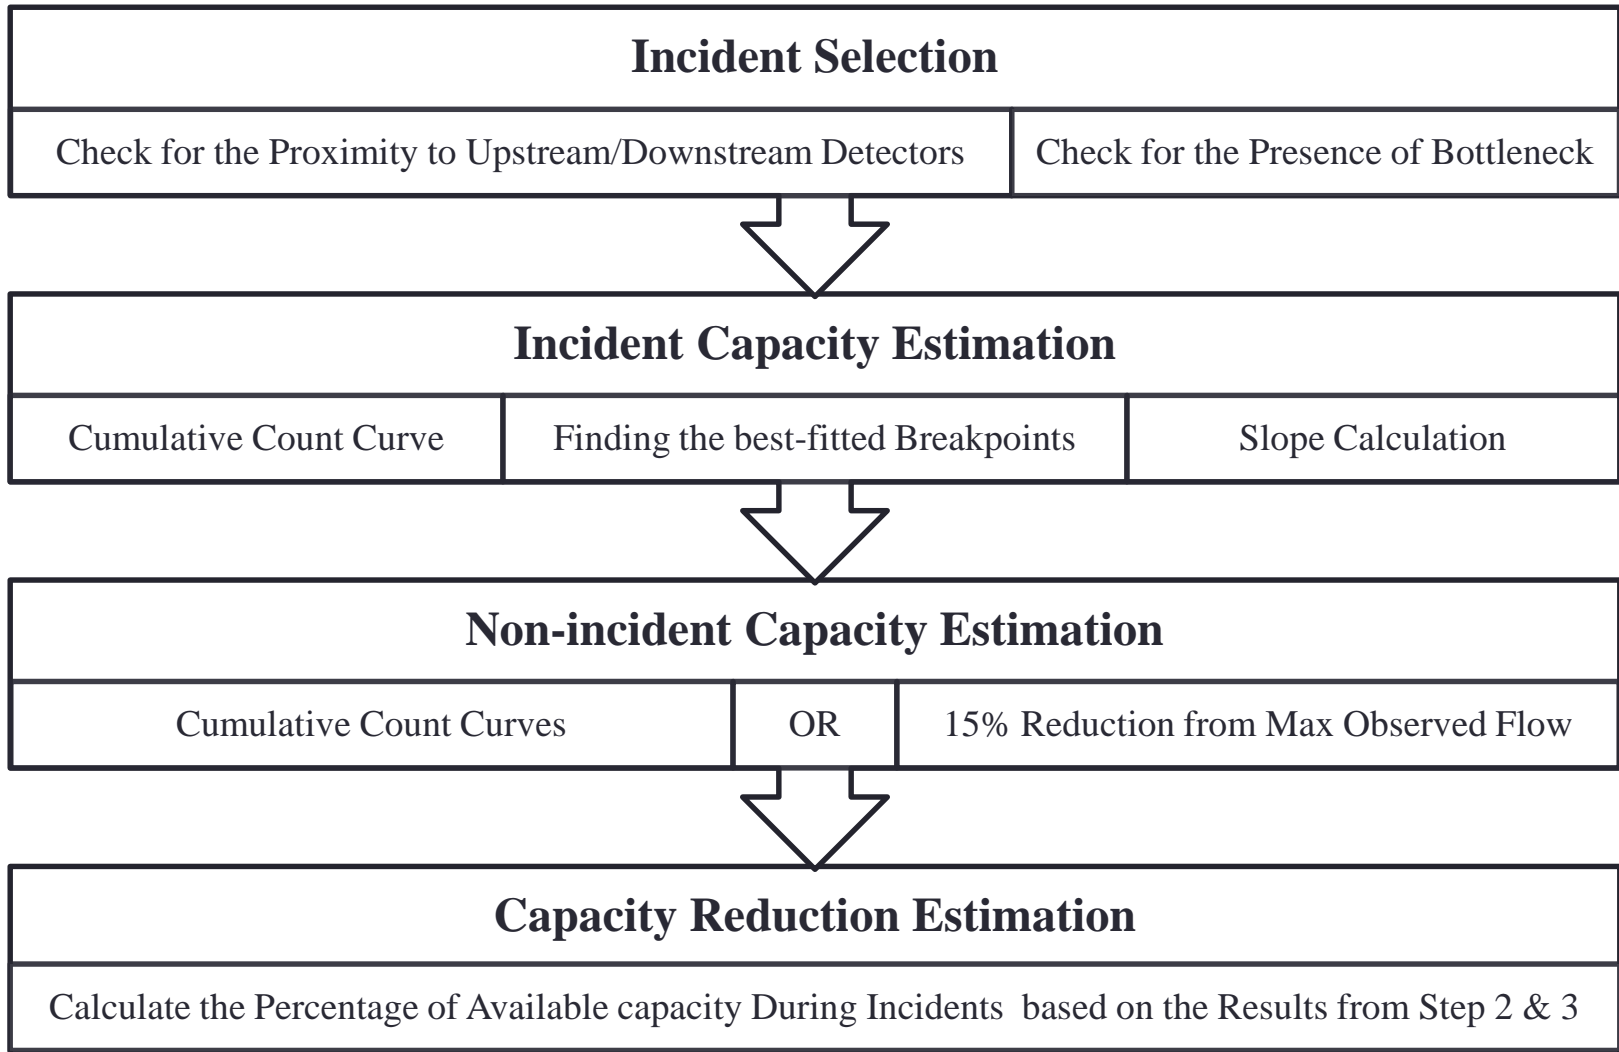 Incident Selection
Check for the Proximity to Upstream/Downstream Detectors
Check for the Presence of Bottleneck
Incident Capacity Estimation
Cumulative Count Curve
Finding the best-fitted Breakpoints
Slope Calculation
Non-incident Capacity Estimation
Cumulative Count Curves
OR
15% Reduction from Max Observed Flow
Capacity Reduction Estimation
Calculate the Percentage of Available capacity During Incidents  based on the Results from Step 2 & 3